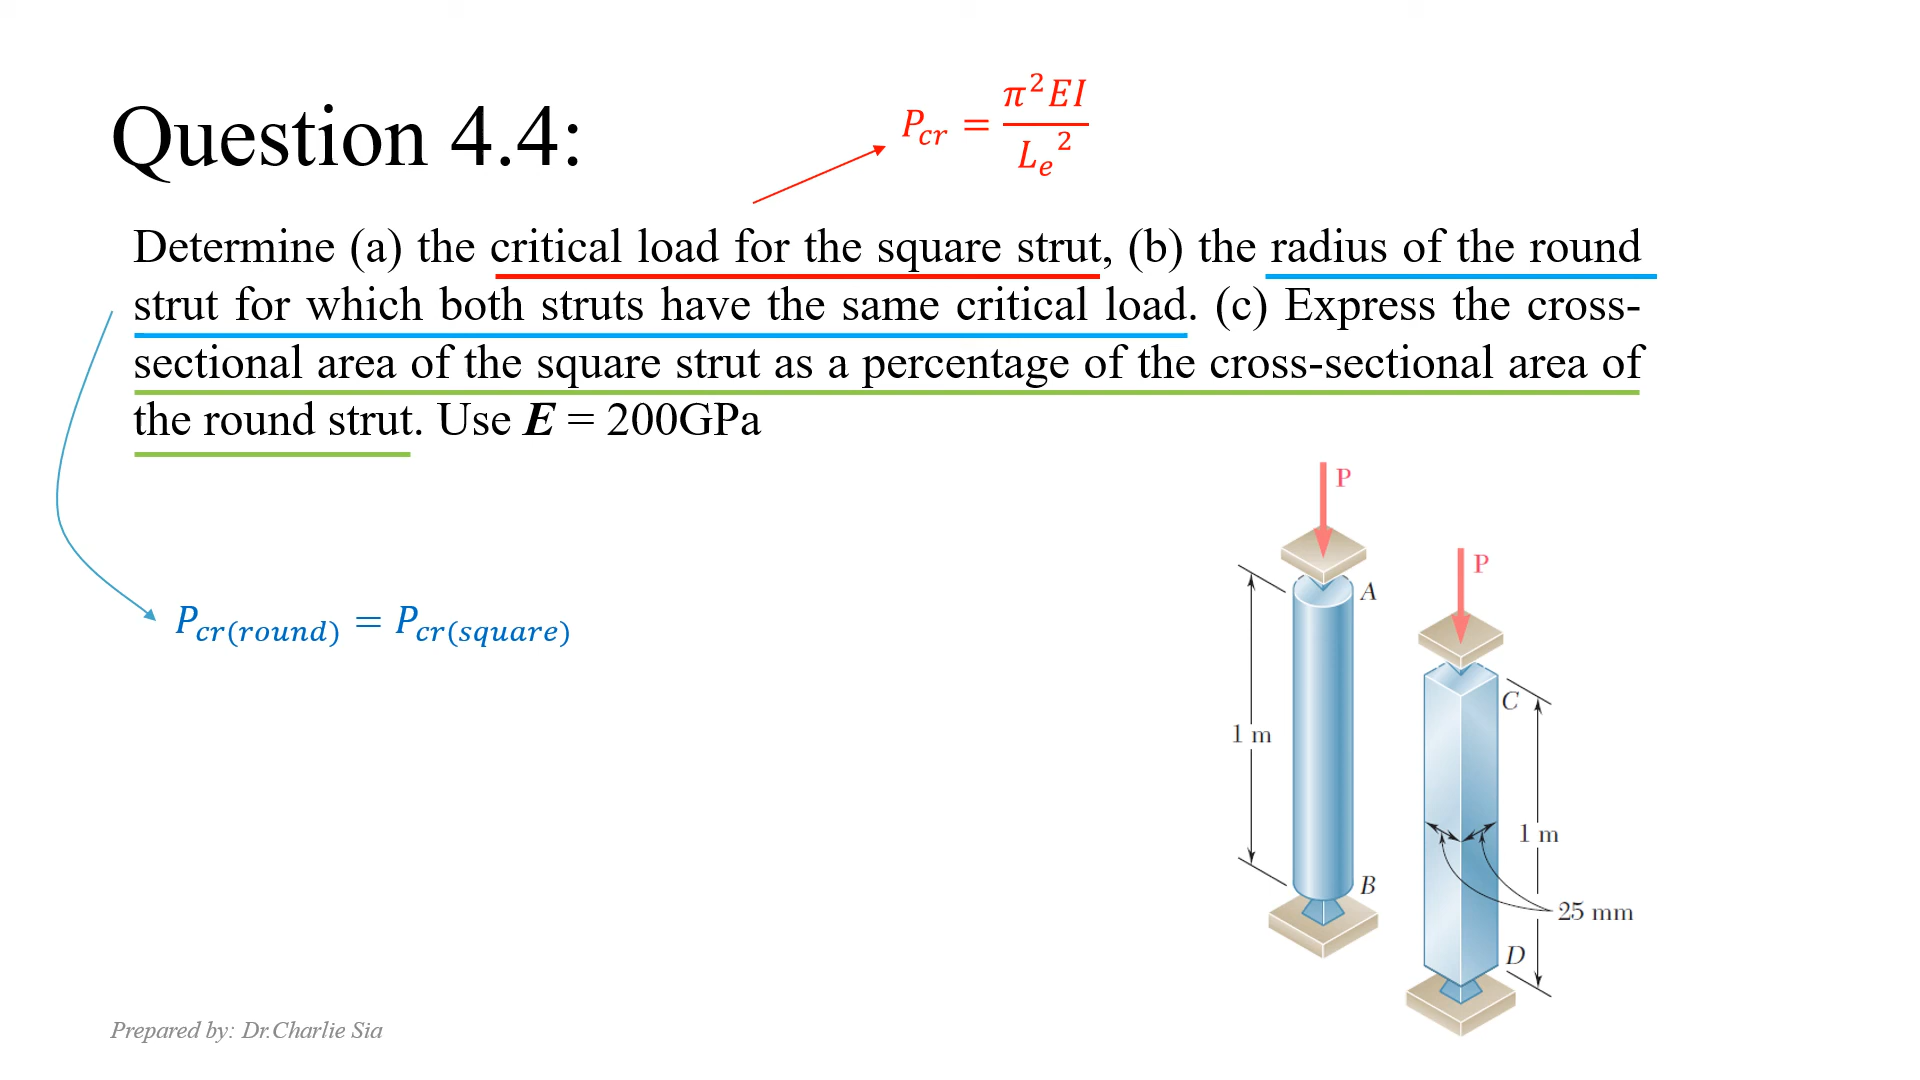 Question 4.4:
P_cr = π²EI / L_e²
Determine (a) the critical load for the square strut, (b) the radius of the round
strut for which both struts have the same critical load. (c) Express the cross-
sectional area of the square strut as a percentage of the cross-sectional area of
the round strut. Use E = 200GPa
P_cr(round) = P_cr(square)
P
P
A
C
1 m
1 m
B
25 mm
D
Prepared by: Dr.Charlie Sia